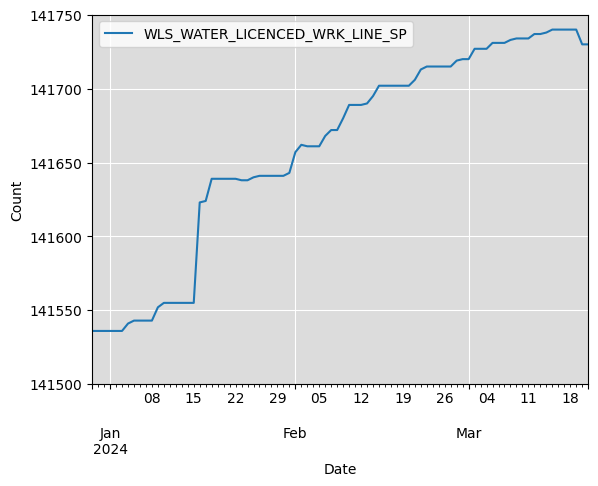 WLS_WATER_LICENCED_WRK_LINE_SP
141750
141700
141650
141600
141550
141500
Count
08 15 22 29 05 12 19 26 04 11 18
Jan Feb Mar
2024
Date